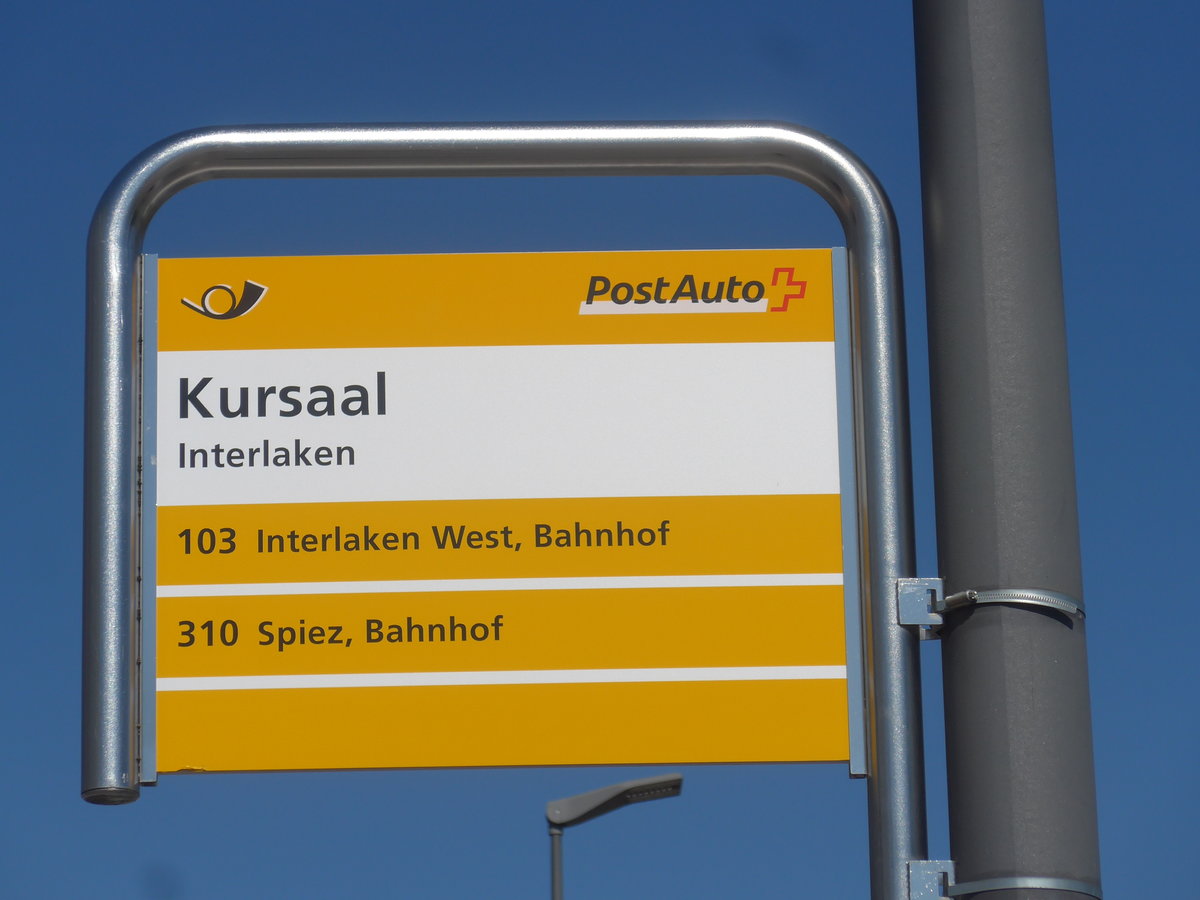 PostAuto
Kursaal
Interlaken
103 Interlaken West, Bahnhof
310 Spiez, Bahnhof